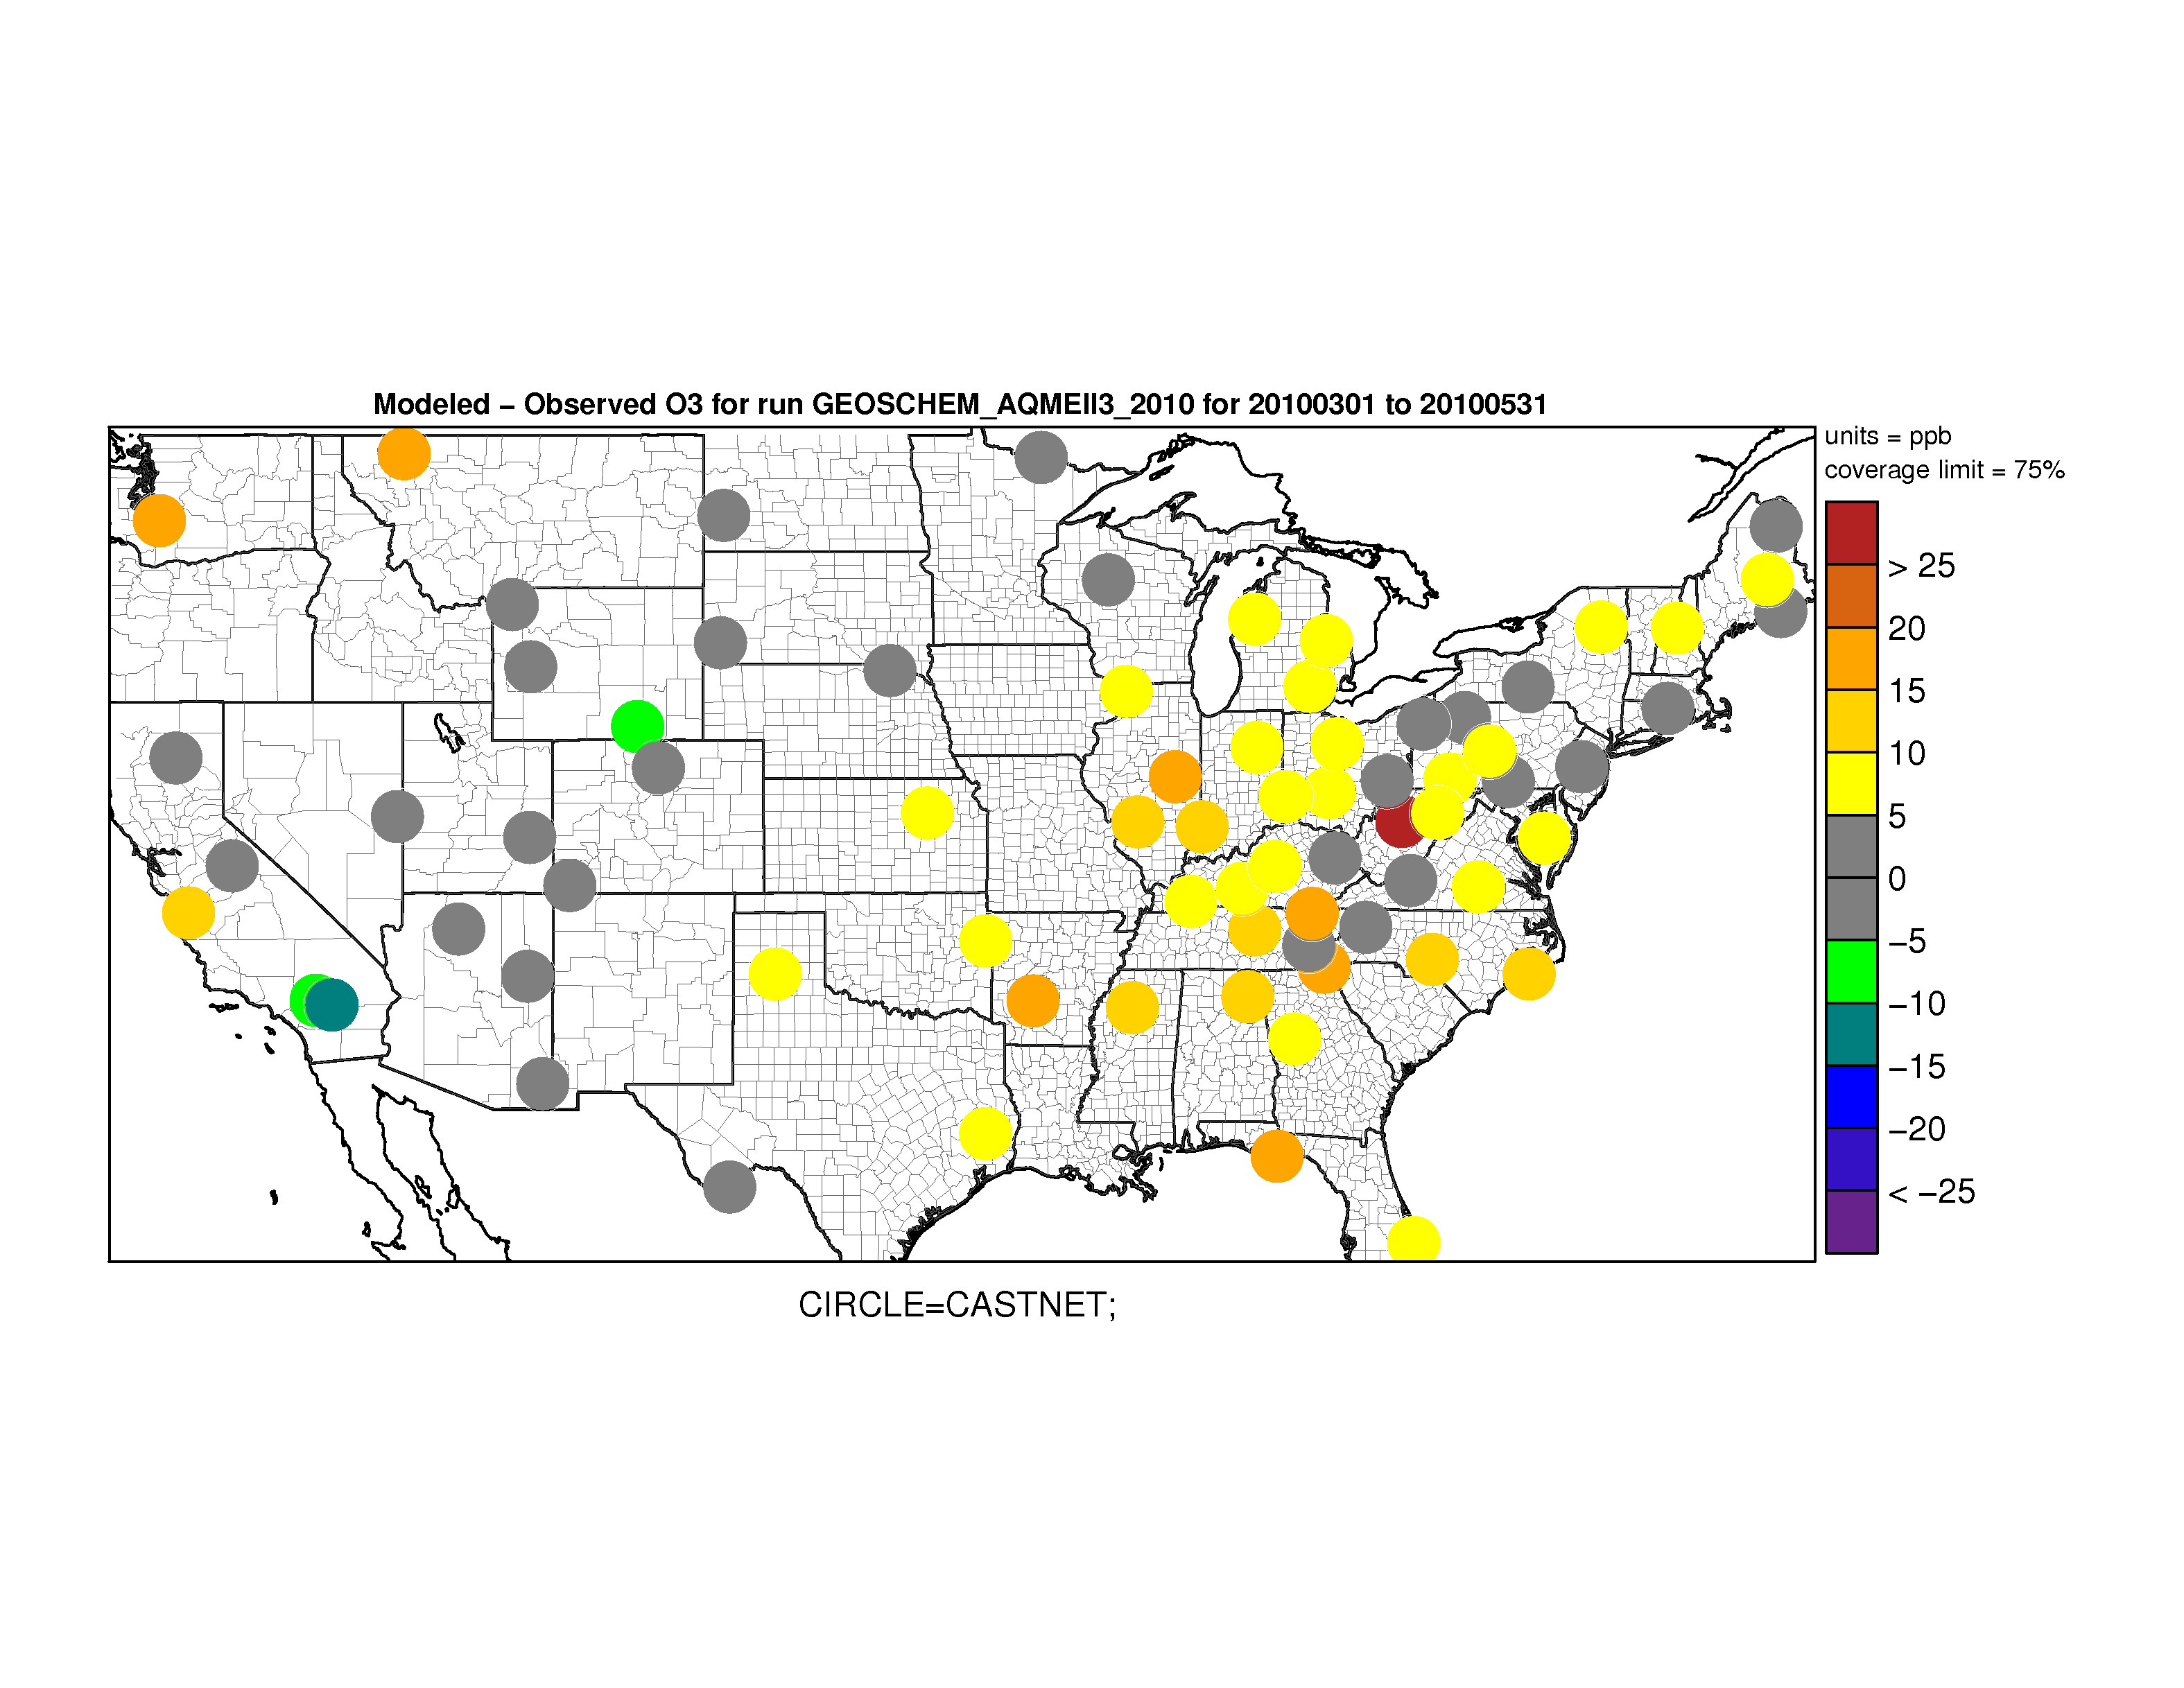 Modeled − Observed O3 for run GEOSCHEM_AQMEII3_2010 for 20100301 to 20100531
units = ppb
coverage limit = 75%
> 25
20
15
10
5
0
−5
−10
−15
−20
< −25
CIRCLE=CASTNET;